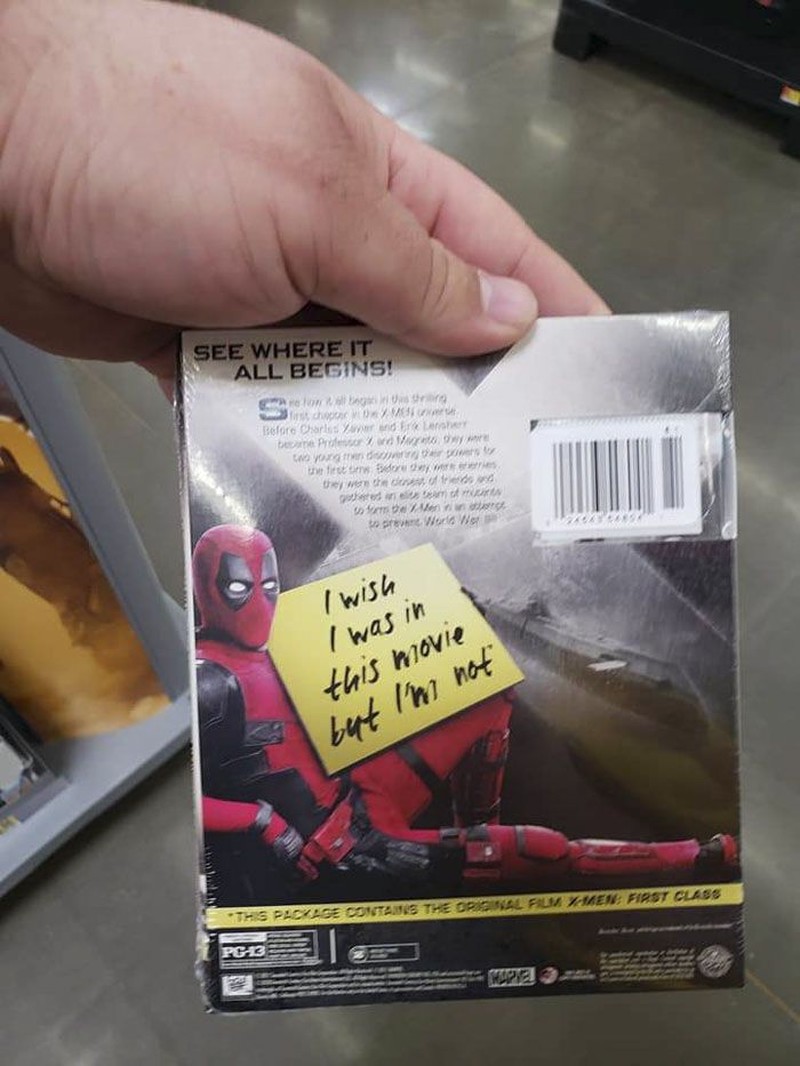 SEE WHERE IT
ALL BEGINS!
See how it all began in this thrilling
first chapter in the X-MEN universe.
Before Charles Xavier and Erik Lensherr
became Professor X and Magneto, they were
two young men discovering their powers for
the first time. Before they were enemies,
they were the closest of friends and
gathered an elite team of mutants
to form the X-Men in an attempt
to prevent World War III
I wish
I was in
this movie
but I'm not
*THIS PACKAGE CONTAINS THE ORIGINAL FILM X-MEN: FIRST CLASS
PG-13
MARVEL